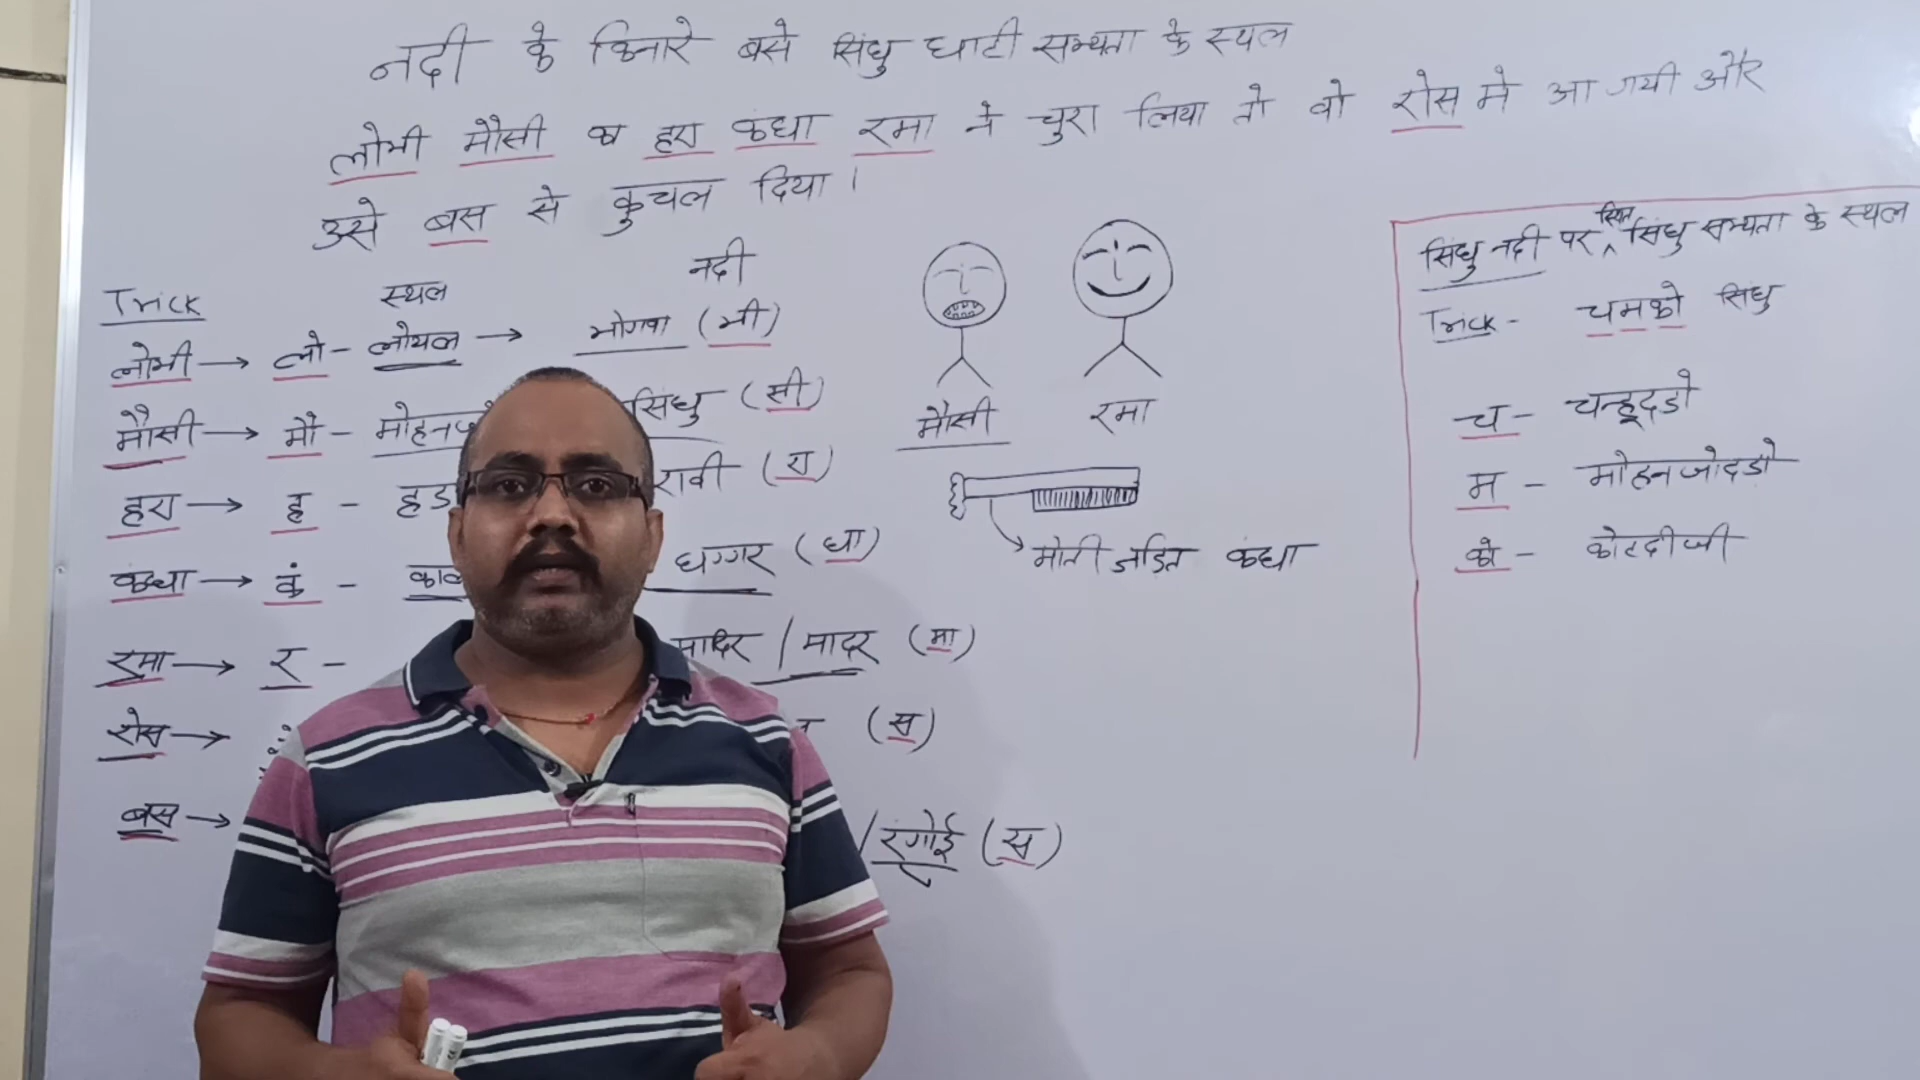 नदी के किनारे बसे सिंधु घाटी सभ्यता के स्थल
लोभी मौसी का हरा कंघा रमा ने चुरा लिया तो वो रोस में आ गयी और
उसे बस से कुचल दिया।
Trick स्थल नदी
लोभी → लो - लोथल → भोगवा (भी)
मौसी → मौ - मोहनज सिंधु (सी)
हरा → ह - हड रावी (रा)
कंघा → कं - काल घग्गर (घा)
रमा → र - मादिर / मादर (मा)
रोस → (स)
बस → / रंगोई (स)
मौसी रमा
मोती जड़ित कंघा
सिंधु नदी पर स्थित सिंधु सभ्यता के स्थल
Trick - चमको सिंधु
च - चन्हूदड़ो
म - मोहनजोदड़ो
को - कोटदीजी